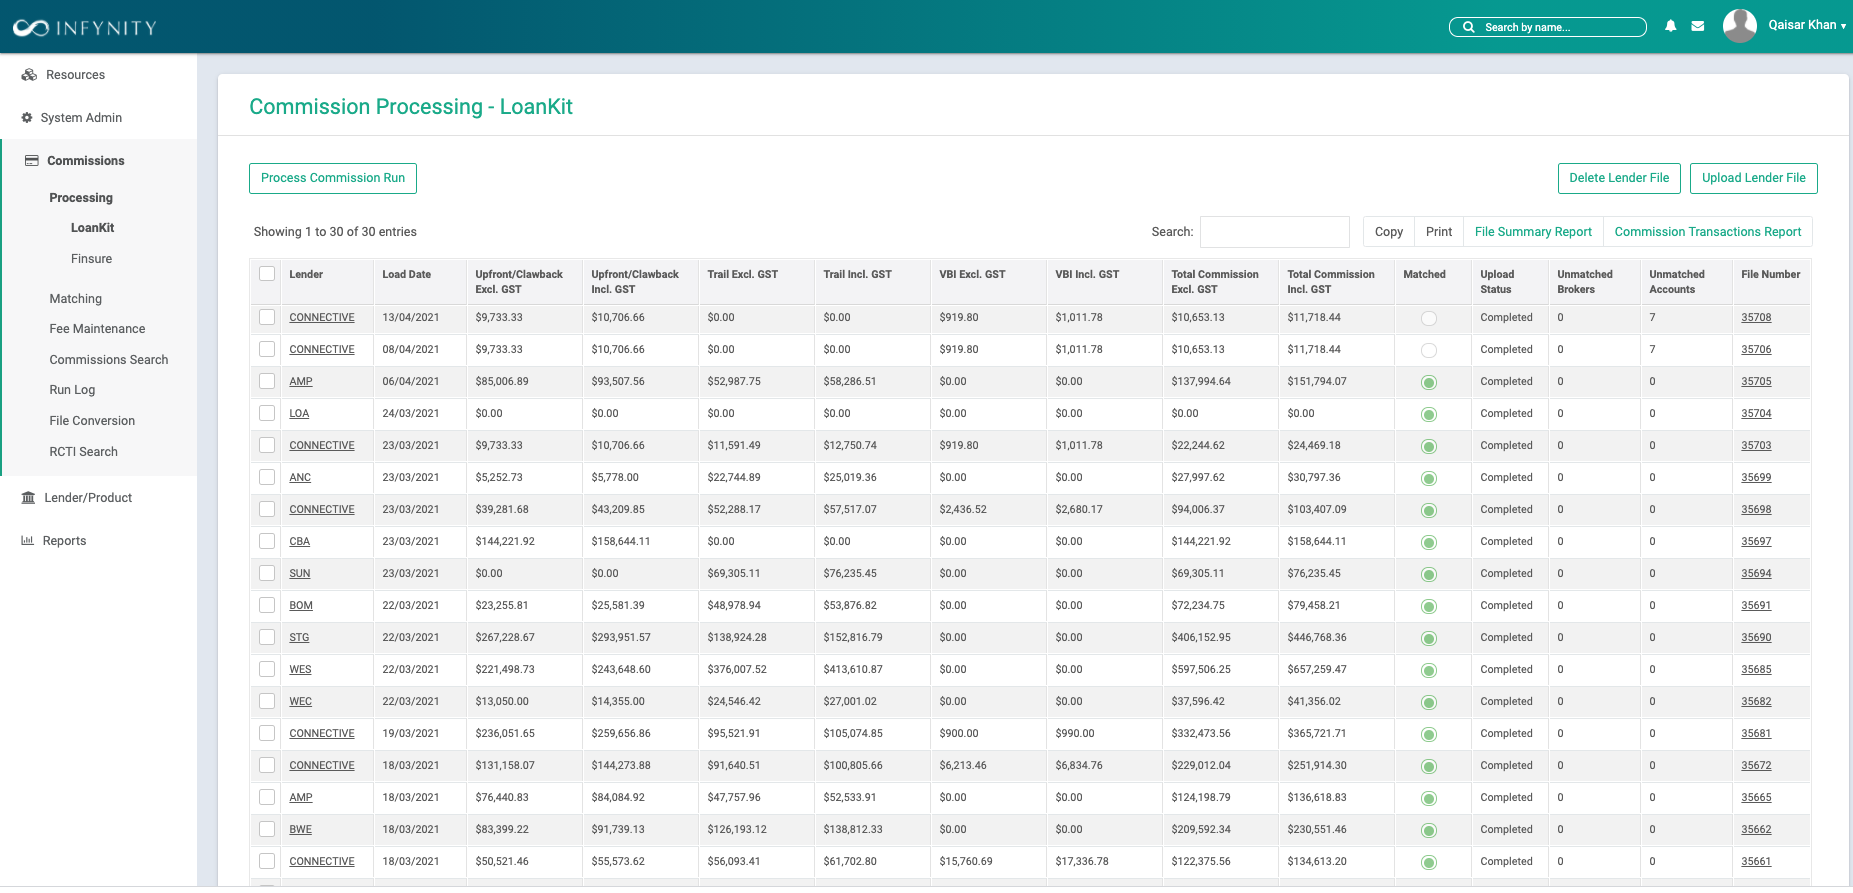 INFYNITY
Search by name...
Qaisar Khan
Resources
System Admin
Commissions
Processing
LoanKit
Finsure
Matching
Fee Maintenance
Commissions Search
Run Log
File Conversion
RCTI Search
Lender/Product
Reports
Commission Processing - LoanKit
Process Commission Run
Delete Lender File
Upload Lender File
Showing 1 to 30 of 30 entries
Search:
Copy Print File Summary Report Commission Transactions Report
Lender Load Date Upfront/Clawback Upfront/Clawback Trail Excl. GST Trail Incl. GST VBI Excl. GST VBI Incl. GST Total Commission Total Commission Matched Upload Unmatched Unmatched File Number
Excl. GST Incl. GST Excl. GST Incl. GST Status Brokers Accounts
CONNECTIVE 13/04/2021 $9,733.33 $10,706.66 $0.00 $0.00 $919.80 $1,011.78 $10,653.13 $11,718.44 Completed 0 7 35708
CONNECTIVE 08/04/2021 $9,733.33 $10,706.66 $0.00 $0.00 $919.80 $1,011.78 $10,653.13 $11,718.44 Completed 0 7 35706
AMP 06/04/2021 $85,006.89 $93,507.56 $52,987.75 $58,286.51 $0.00 $0.00 $137,994.64 $151,794.07 Completed 0 0 35705
LOA 24/03/2021 $0.00 $0.00 $0.00 $0.00 $0.00 $0.00 $0.00 $0.00 Completed 0 0 35704
CONNECTIVE 23/03/2021 $9,733.33 $10,706.66 $11,591.49 $12,750.74 $919.80 $1,011.78 $22,244.62 $24,469.18 Completed 0 0 35703
ANC 23/03/2021 $5,252.73 $5,778.00 $22,744.89 $25,019.36 $0.00 $0.00 $27,997.62 $30,797.36 Completed 0 0 35699
CONNECTIVE 23/03/2021 $39,281.68 $43,209.85 $52,288.17 $57,517.07 $2,436.52 $2,680.17 $94,006.37 $103,407.09 Completed 0 0 35698
CBA 23/03/2021 $144,221.92 $158,644.11 $0.00 $0.00 $0.00 $0.00 $144,221.92 $158,644.11 Completed 0 0 35697
SUN 23/03/2021 $0.00 $0.00 $69,305.11 $76,235.45 $0.00 $0.00 $69,305.11 $76,235.45 Completed 0 0 35694
BOM 22/03/2021 $23,255.81 $25,581.39 $48,978.94 $53,876.82 $0.00 $0.00 $72,234.75 $79,458.21 Completed 0 0 35691
STG 22/03/2021 $267,228.67 $293,951.57 $138,924.28 $152,816.79 $0.00 $0.00 $406,152.95 $446,768.36 Completed 0 0 35690
WES 22/03/2021 $221,498.73 $243,648.60 $376,007.52 $413,610.87 $0.00 $0.00 $597,506.25 $657,259.47 Completed 0 0 35685
WEC 22/03/2021 $13,050.00 $14,355.00 $24,546.42 $27,001.02 $0.00 $0.00 $37,596.42 $41,356.02 Completed 0 0 35682
CONNECTIVE 19/03/2021 $236,051.65 $259,656.86 $95,521.91 $105,074.85 $900.00 $990.00 $332,473.56 $365,721.71 Completed 0 0 35681
CONNECTIVE 18/03/2021 $131,158.07 $144,273.88 $91,640.51 $100,805.66 $6,213.46 $6,834.76 $229,012.04 $251,914.30 Completed 0 0 35672
AMP 18/03/2021 $76,440.83 $84,084.92 $47,757.96 $52,533.91 $0.00 $0.00 $124,198.79 $136,618.83 Completed 0 0 35665
BWE 18/03/2021 $83,399.22 $91,739.13 $126,193.12 $138,812.33 $0.00 $0.00 $209,592.34 $230,551.46 Completed 0 0 35662
CONNECTIVE 18/03/2021 $50,521.46 $55,573.62 $56,093.41 $61,702.80 $15,760.69 $17,336.78 $122,375.56 $134,613.20 Completed 0 0 35661